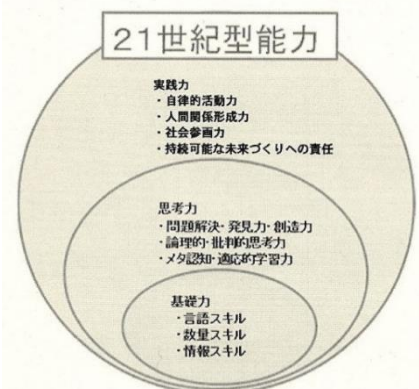 21世紀型能力
実践力
・自律的活動力
・人間関係形成力
・社会参画力
・持続可能な未来づくりへの責任
思考力
・問題解決・発見力・創造力
・論理的・批判的思考力
・メタ認知・適応的学習力
基礎力
・言語スキル
・数量スキル
・情報スキル